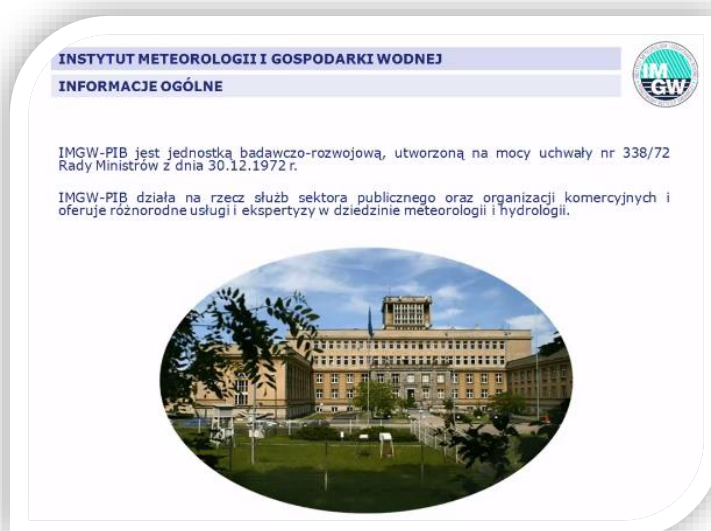 INSTYTUT METEOROLOGII I GOSPODARKI WODNEJ
INFORMACJE OGÓLNE
IM
GW
IMGW-PIB jest jednostką badawczo-rozwojową, utworzoną na mocy uchwały nr 338/72
Rady Ministrów z dnia 30.12.1972 r.
IMGW-PIB działa na rzecz służb sektora publicznego oraz organizacji komercyjnych i
oferuje różnorodne usługi i ekspertyzy w dziedzinie meteorologii i hydrologii.